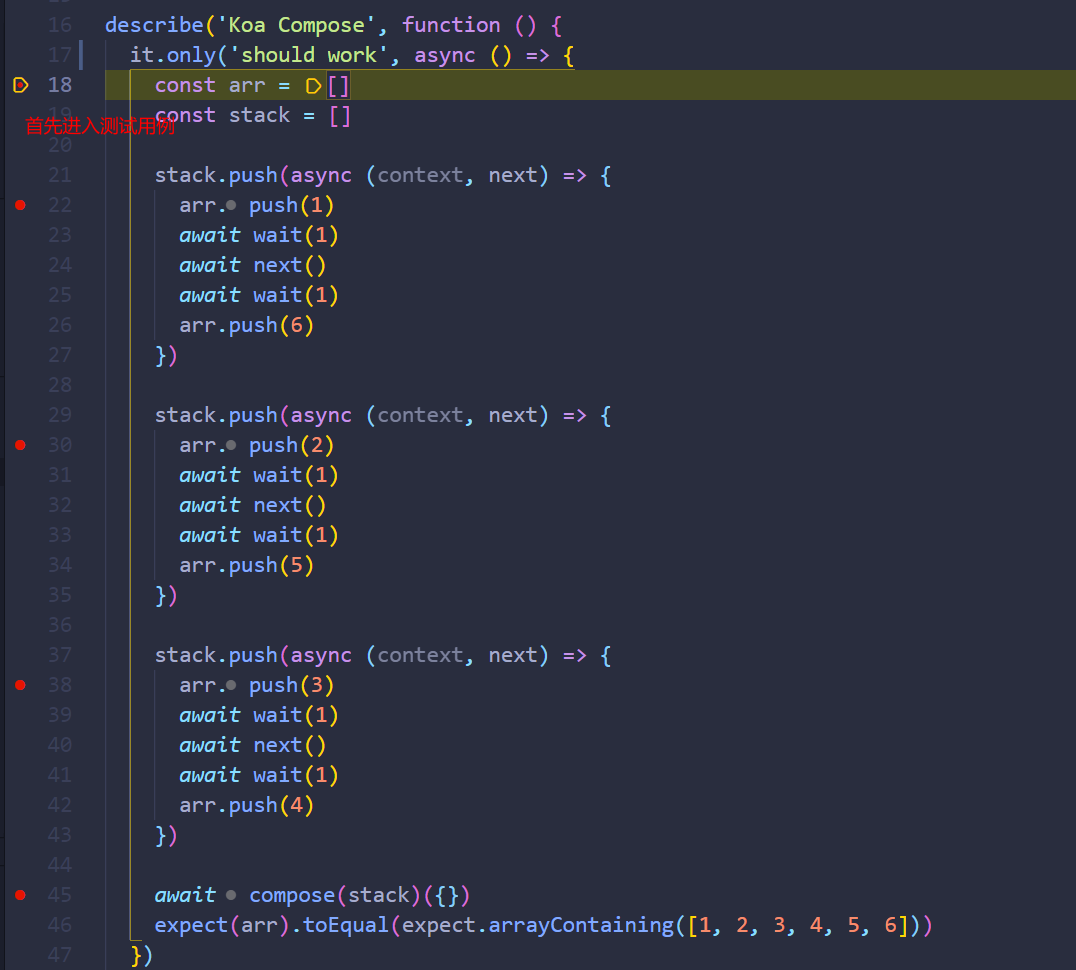 16 describe('Koa Compose', function () {
17 it.only('should work', async () => {
18 const arr = []
19 const stack = []
首先进入测试用例
20
21 stack.push(async (context, next) => {
22 arr.push(1)
23 await wait(1)
24 await next()
25 await wait(1)
26 arr.push(6)
27 })
28
29 stack.push(async (context, next) => {
30 arr.push(2)
31 await wait(1)
32 await next()
33 await wait(1)
34 arr.push(5)
35 })
36
37 stack.push(async (context, next) => {
38 arr.push(3)
39 await wait(1)
40 await next()
41 await wait(1)
42 arr.push(4)
43 })
44
45 await compose(stack)({})
46 expect(arr).toEqual(expect.arrayContaining([1, 2, 3, 4, 5, 6]))
47 })